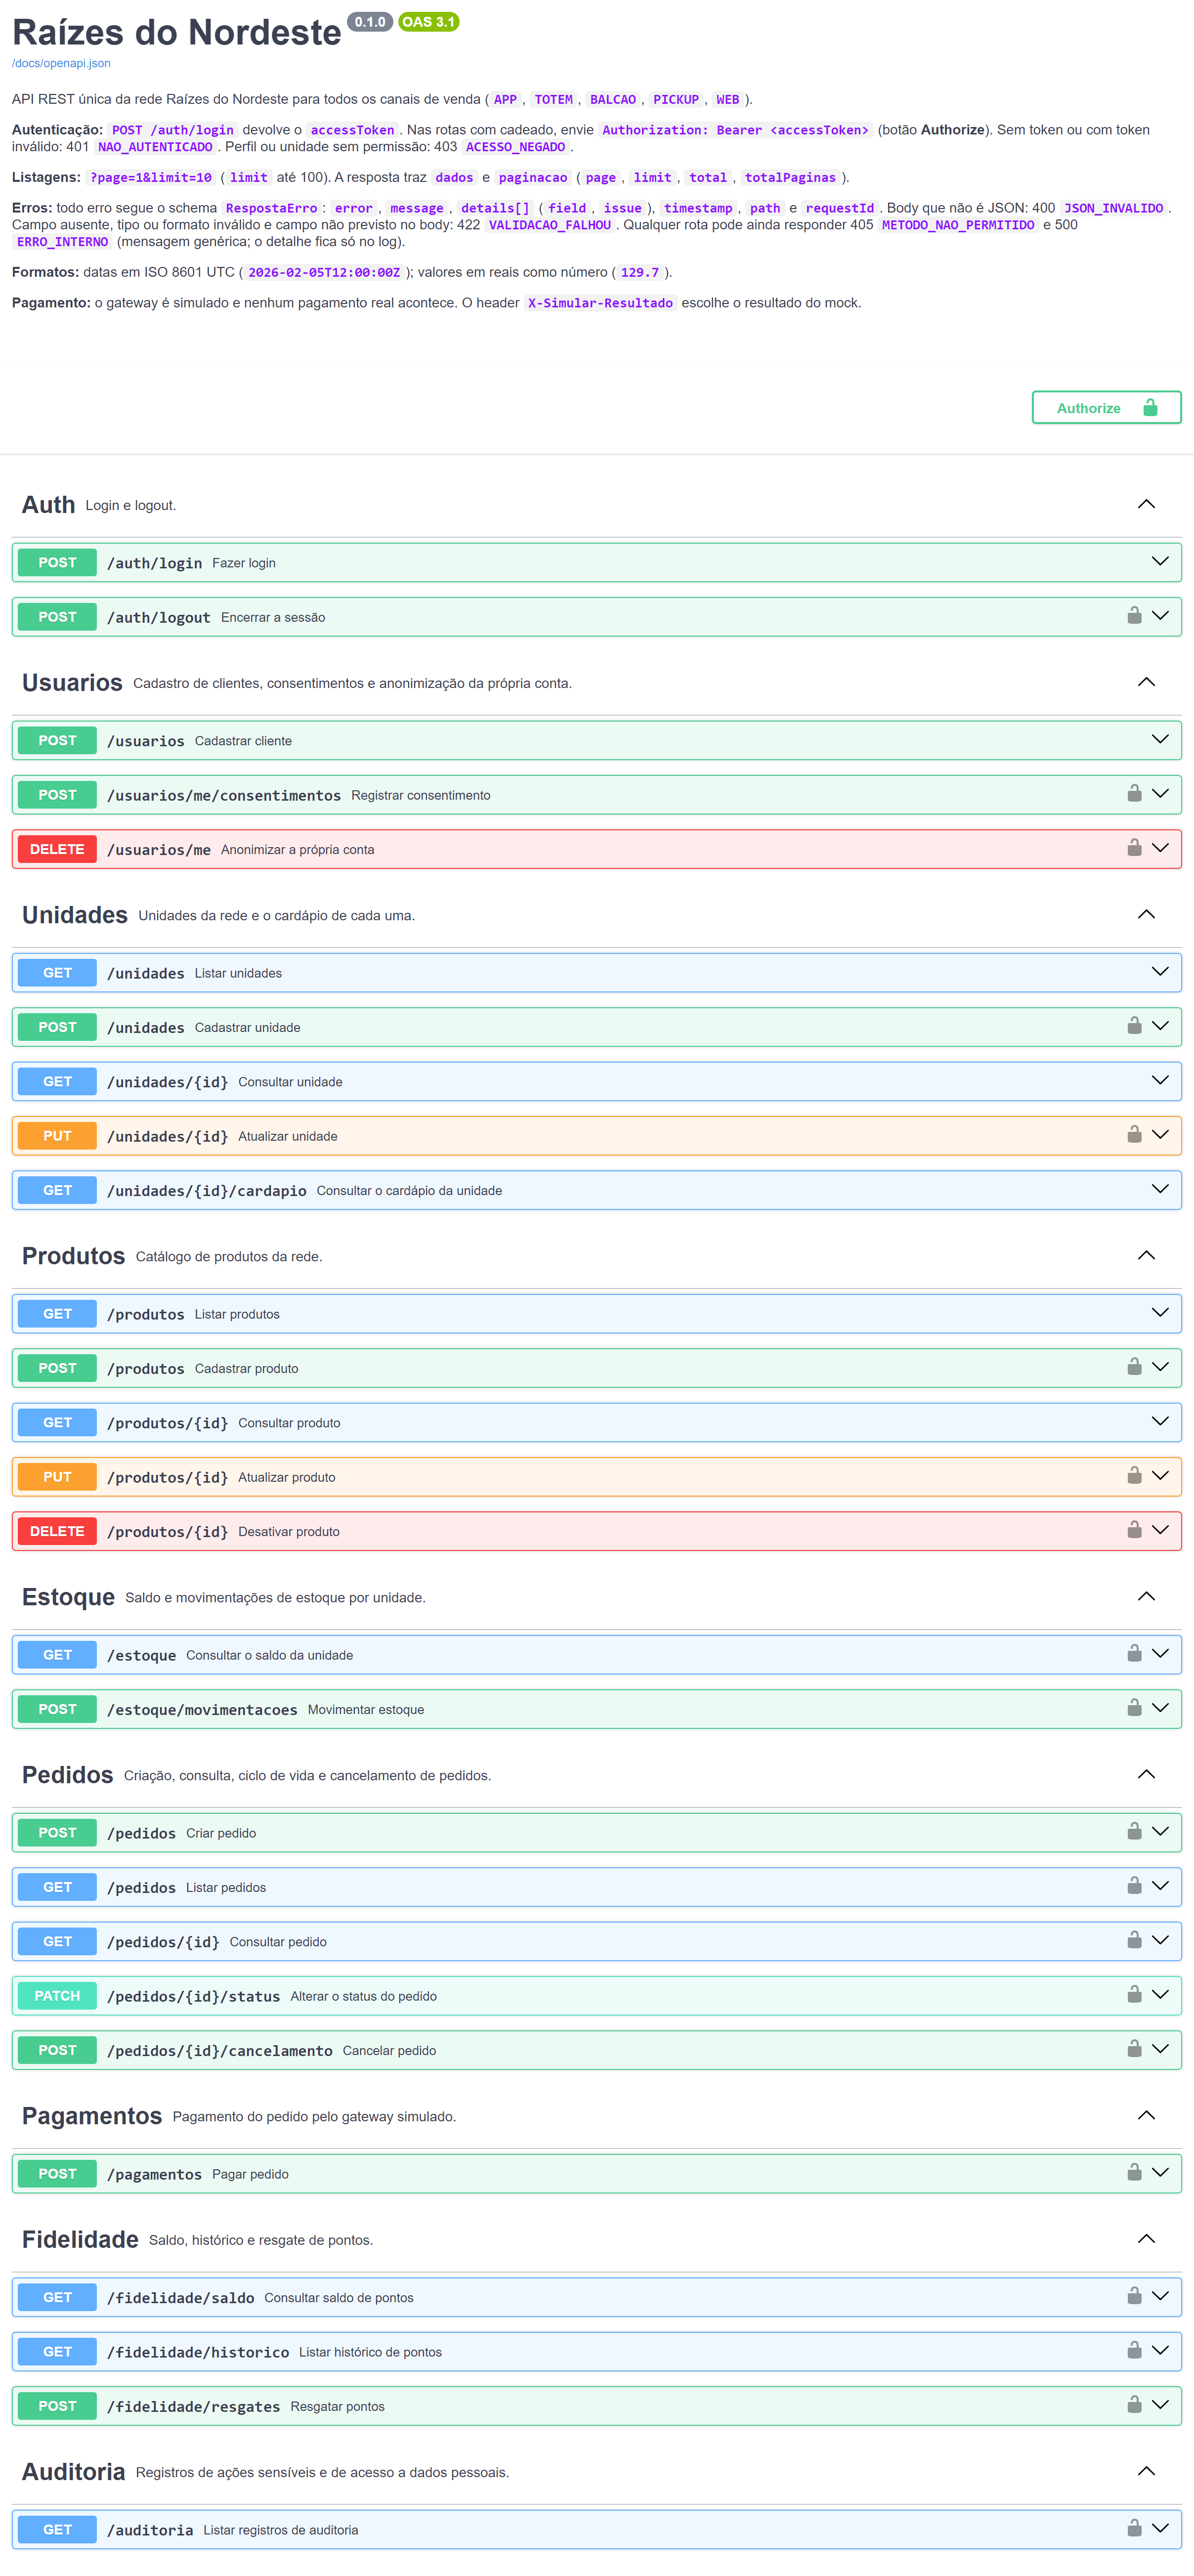 Raízes do Nordeste 0.1.0 OAS 3.1
/docs/openapi.json
API REST única da rede Raízes do Nordeste para todos os canais de venda ( APP , TOTEM , BALCAO , PICKUP , WEB ).
Autenticação: POST /auth/login devolve o accessToken . Nas rotas com cadeado, envie Authorization: Bearer <accessToken> (botão Authorize). Sem token ou com token
inválido: 401 NAO_AUTENTICADO . Perfil ou unidade sem permissão: 403 ACESSO_NEGADO .
Listagens: ?page=1&limit=10 ( limit até 100). A resposta traz dados e paginacao ( page , limit , total , totalPaginas ).
Erros: todo erro segue o schema RespostaErro : error , message , details[] ( field , issue ), timestamp , path e requestId . Body que não é JSON: 400 JSON_INVALIDO .
Campo ausente, tipo ou formato inválido e campo não previsto no body: 422 VALIDACAO_FALHOU . Qualquer rota pode ainda responder 405 METODO_NAO_PERMITIDO e 500
ERRO_INTERNO (mensagem genérica; o detalhe fica só no log).
Formatos: datas em ISO 8601 UTC ( 2026-02-05T12:00:00Z ); valores em reais como número ( 129.7 ).
Pagamento: o gateway é simulado e nenhum pagamento real acontece. O header X-Simular-Resultado escolhe o resultado do mock.
Authorize
Auth Login e logout.
POST /auth/login Fazer login
POST /auth/logout Encerrar a sessão
Usuarios Cadastro de clientes, consentimentos e anonimização da própria conta.
POST /usuarios Cadastrar cliente
POST /usuarios/me/consentimentos Registrar consentimento
DELETE /usuarios/me Anonimizar a própria conta
Unidades Unidades da rede e o cardápio de cada uma.
GET /unidades Listar unidades
POST /unidades Cadastrar unidade
GET /unidades/{id} Consultar unidade
PUT /unidades/{id} Atualizar unidade
GET /unidades/{id}/cardapio Consultar o cardápio da unidade
Produtos Catálogo de produtos da rede.
GET /produtos Listar produtos
POST /produtos Cadastrar produto
GET /produtos/{id} Consultar produto
PUT /produtos/{id} Atualizar produto
DELETE /produtos/{id} Desativar produto
Estoque Saldo e movimentações de estoque por unidade.
GET /estoque Consultar o saldo da unidade
POST /estoque/movimentacoes Movimentar estoque
Pedidos Criação, consulta, ciclo de vida e cancelamento de pedidos.
POST /pedidos Criar pedido
GET /pedidos Listar pedidos
GET /pedidos/{id} Consultar pedido
PATCH /pedidos/{id}/status Alterar o status do pedido
POST /pedidos/{id}/cancelamento Cancelar pedido
Pagamentos Pagamento do pedido pelo gateway simulado.
POST /pagamentos Pagar pedido
Fidelidade Saldo, histórico e resgate de pontos.
GET /fidelidade/saldo Consultar saldo de pontos
GET /fidelidade/historico Listar histórico de pontos
POST /fidelidade/resgates Resgatar pontos
Auditoria Registros de ações sensíveis e de acesso a dados pessoais.
GET /auditoria Listar registros de auditoria